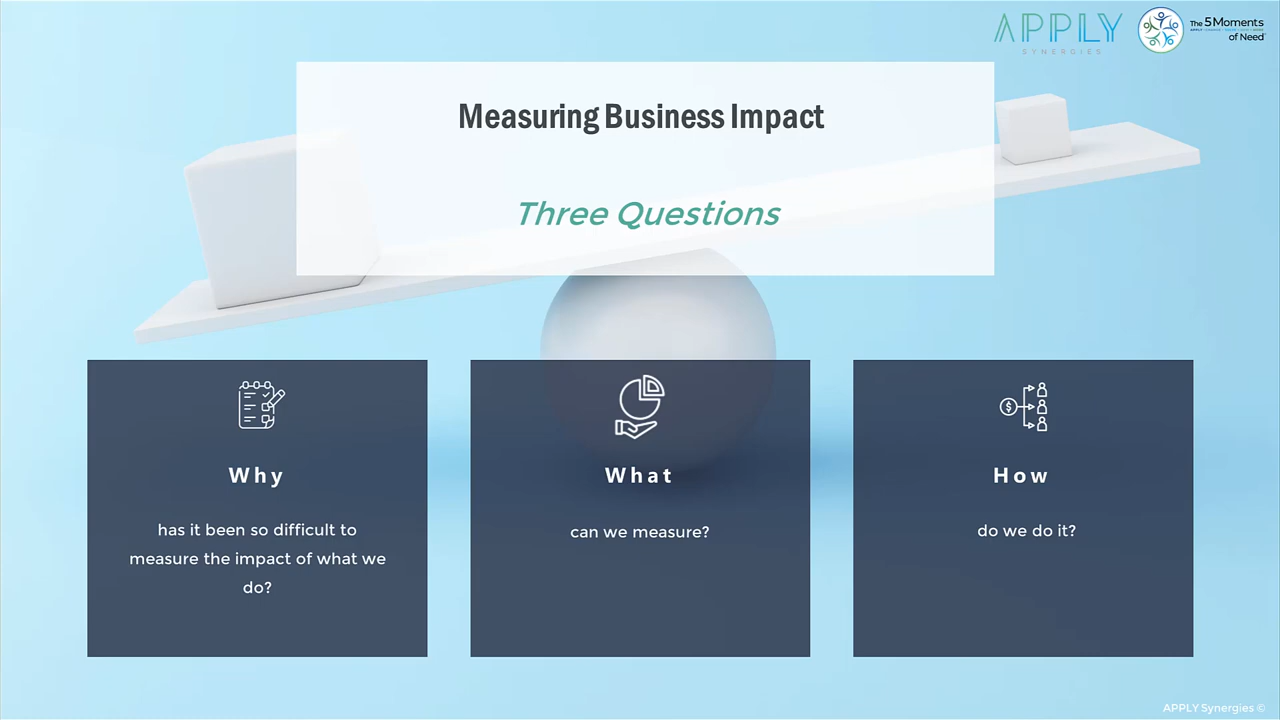 APPLY
SYNERGIES
The 5 Moments
of Need
Measuring Business Impact
Three Questions
Why
has it been so difficult to
measure the impact of what we
do?
What
can we measure?
How
do we do it?
$
APPLY Synergies ©